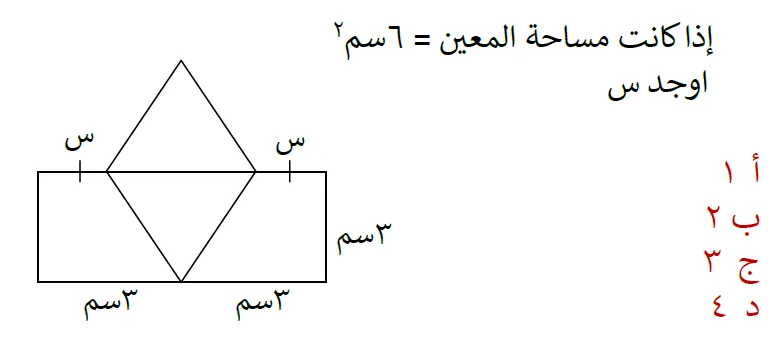 إذا كانت مساحة المعين = ٦سم٢
اوجد س
س
س
٣سم
٣سم
٣سم
أ ١
ب ٢
ج ٣
د ٤